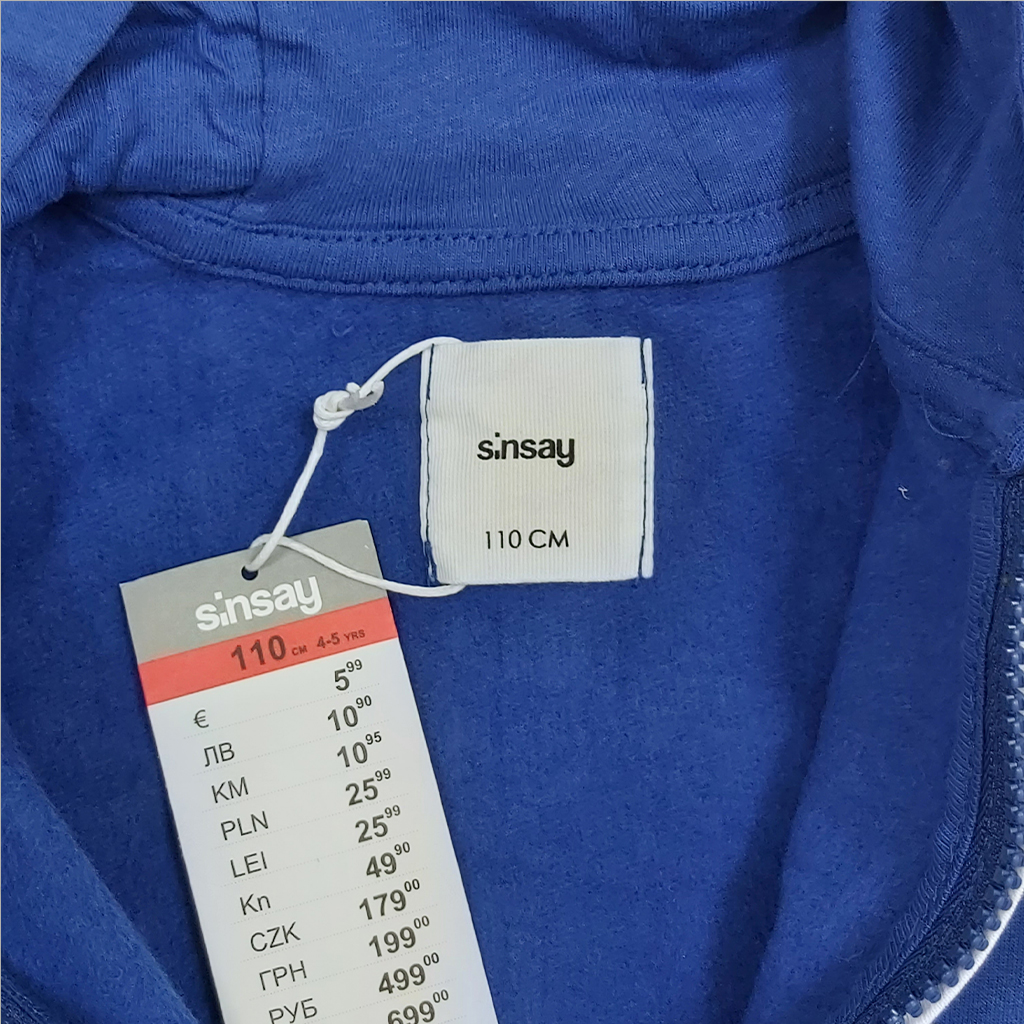 sinsay
110 CM
sinsay
110 CM 4-5 YRS
€ 5⁹⁹
ЛВ 10⁹⁰
KM 10⁹⁵
PLN 25⁹⁹
LEI 25⁹⁹
Kn 49⁹⁰
CZK 179⁰⁰
ГРН 199⁰⁰
РУБ 499⁰⁰
699⁰⁰